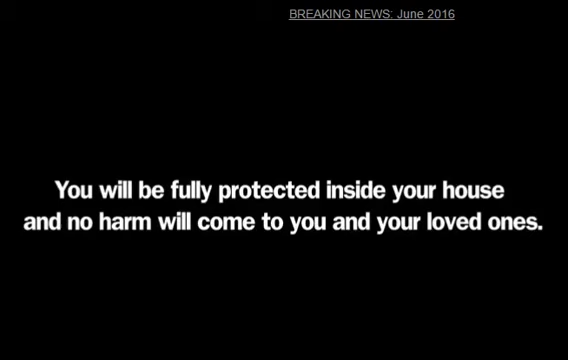 BREAKING NEWS: June 2016
You will be fully protected inside your house
and no harm will come to you and your loved ones.